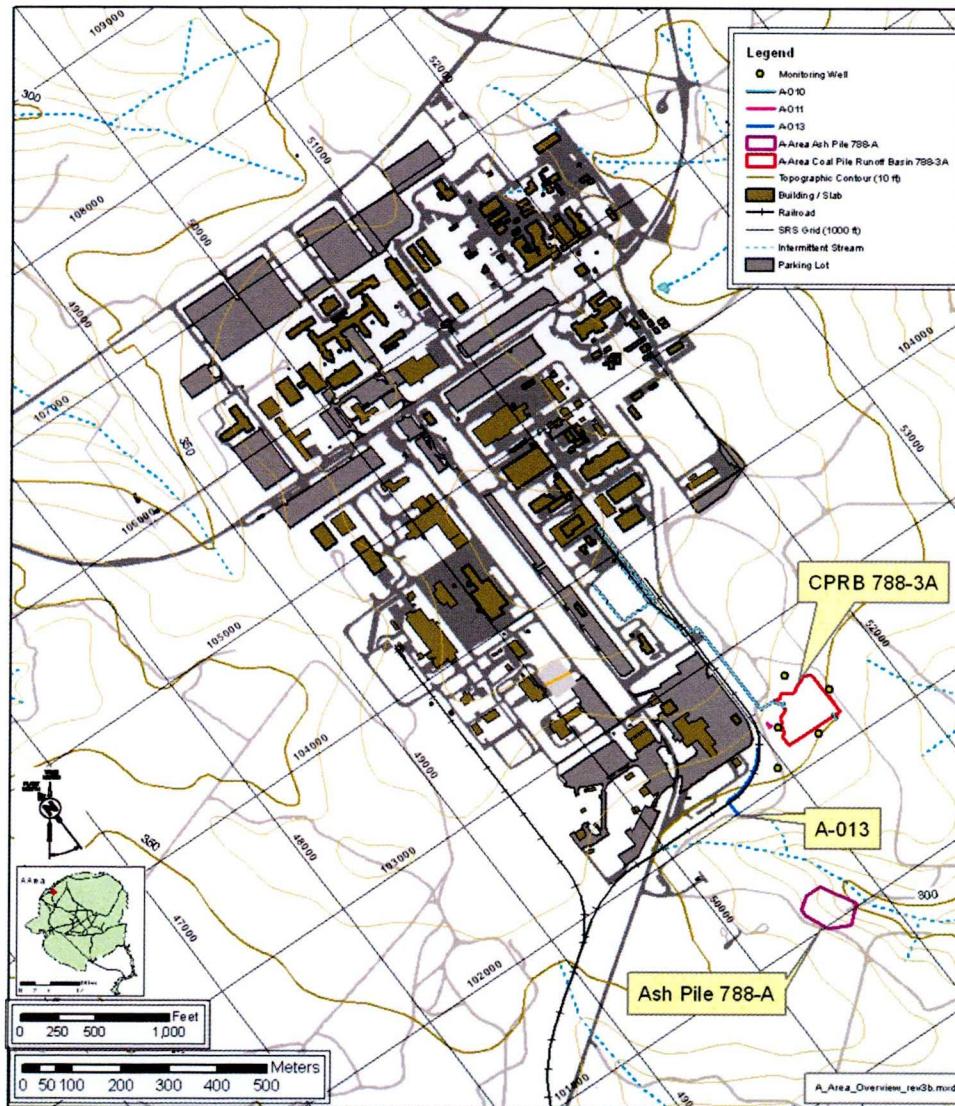 109000
300
108000
52000
51000
50000
49000
107000
350
106000
105000
104000
53000
52000
104000
49000
103000
48000
350
47000
102000
50000
300
101000
Legend
Monitoring Well
A-010
A-011
A-013
A-Area Ash Pile 788-A
A-Area Coal Pile Runoff Basin 788-3A
Topographic Contour (10 ft)
Building / Slab
Railroad
SRS Grid (1000 ft)
Intermittent Stream
Parking Lot
CPRB 788-3A
A-013
Ash Pile 788-A
A Area
Feet
0 250 500 1,000
Meters
0 50 100 200 300 400 500
A_Area_Overview_rev3b.mxd